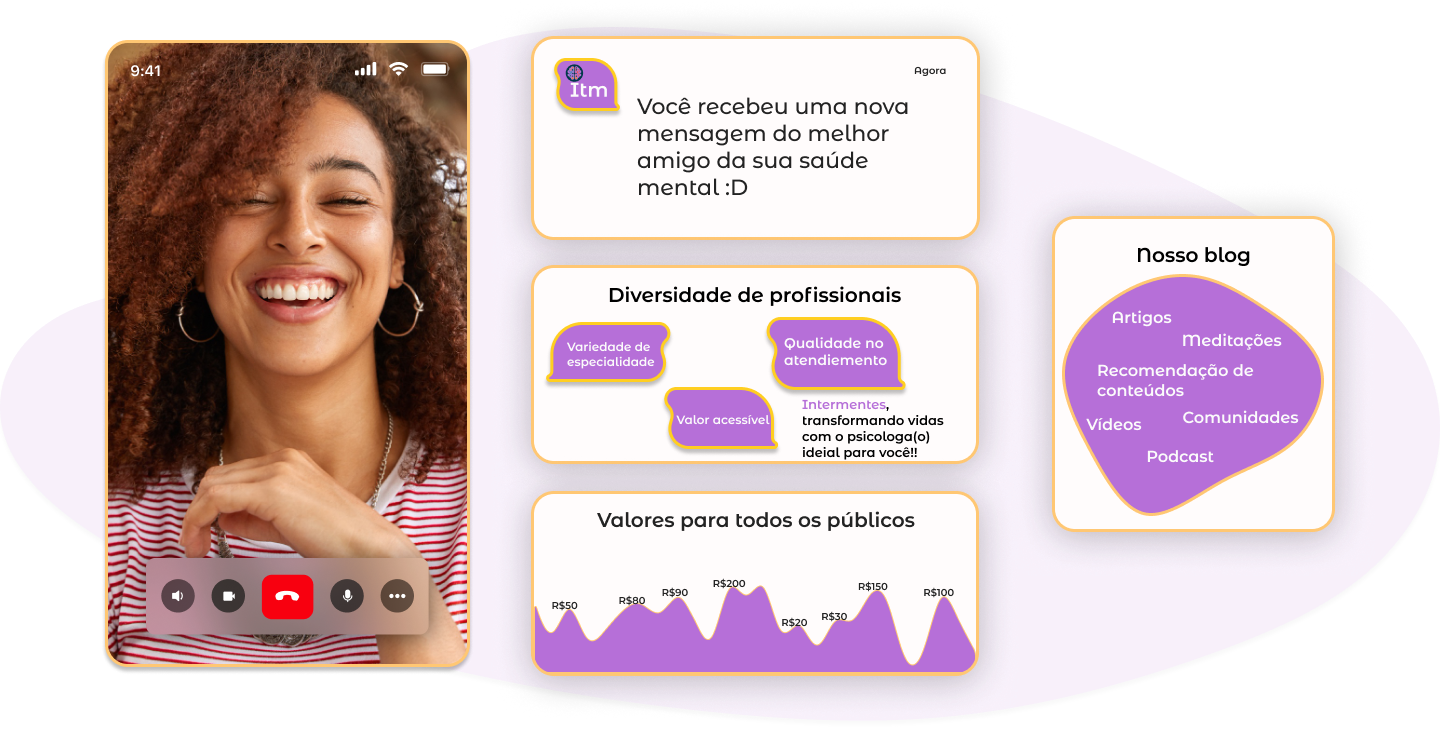 9:41
Itm
Agora
Você recebeu uma nova
mensagem do melhor
amigo da sua saúde
mental :D
Diversidade de profissionais
Variedade de
especialidade
Qualidade no
atendiemento
Valor acessível
Intermentes,
transformando vidas
com o psicologa(o)
ideial para você!!
Valores para todos os públicos
R$50
R$80
R$90
R$200
R$20
R$30
R$150
R$100
Nosso blog
Artigos
Meditações
Recomendação de
conteúdos
Vídeos
Comunidades
Podcast